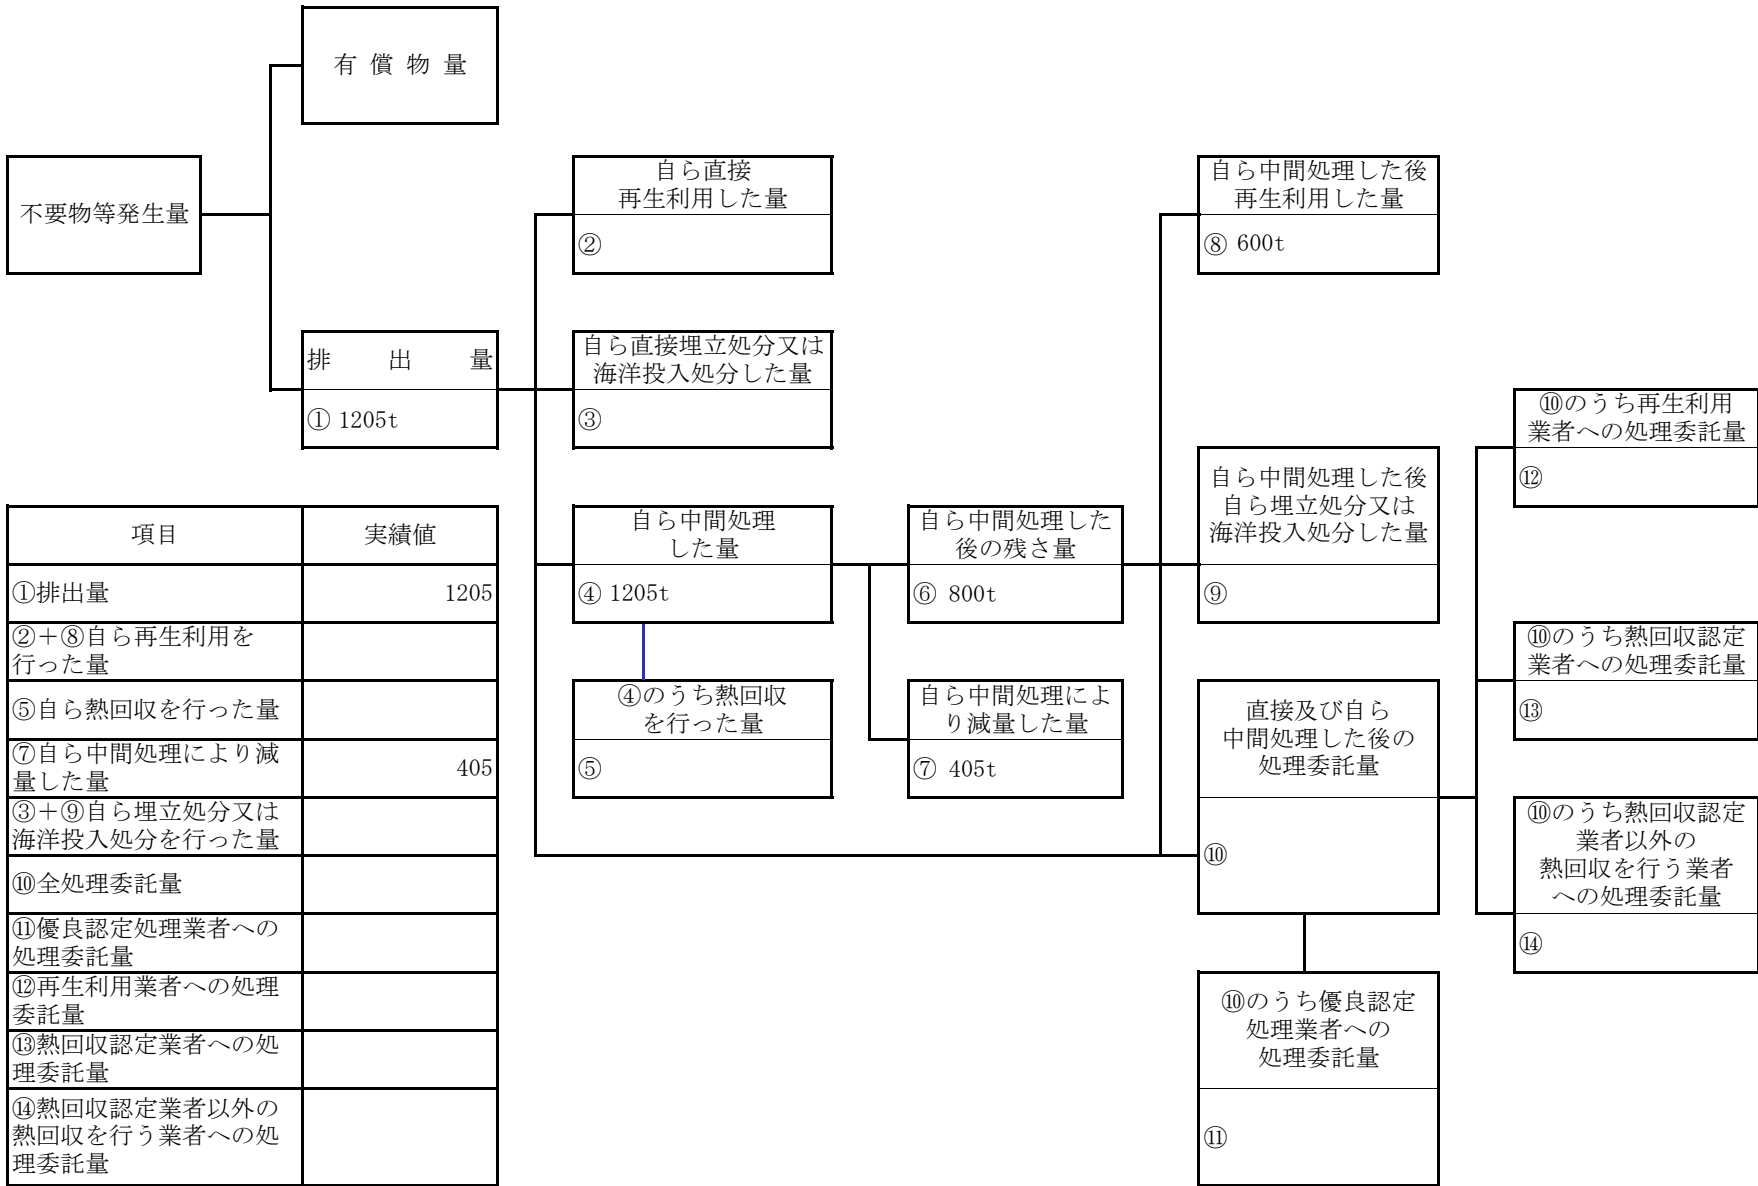 有償物量
不要物等発生量
自ら直接
再生利用した量
②
自ら中間処理した後
再生利用した量
⑧ 600t
排出量
① 1205t
自ら直接埋立処分又は
海洋投入処分した量
③
⑩のうち再生利用
業者への処理委託量
⑫
自ら中間処理
した量
④ 1205t
自ら中間処理した
後の残さ量
⑥ 800t
自ら中間処理した後
自ら埋立処分又は
海洋投入処分した量
⑨
⑩のうち熱回収認定
業者への処理委託量
⑬
④のうち熱回収
を行った量
⑤
自ら中間処理によ
り減量した量
⑦ 405t
直接及び自ら
中間処理した後の
処理委託量
⑩
⑩のうち熱回収認定
業者以外の
熱回収を行う業者
への処理委託量
⑭
⑩のうち優良認定
処理業者への
処理委託量
⑪
項目 実績値
①排出量 1205
②+⑧自ら再生利用を
行った量
⑤自ら熱回収を行った量
⑦自ら中間処理により減
量した量 405
③+⑨自ら埋立処分又は
海洋投入処分を行った量
⑩全処理委託量
⑪優良認定処理業者への
処理委託量
⑫再生利用業者への処理
委託量
⑬熱回収認定業者への処
理委託量
⑭熱回収認定業者以外の
熱回収を行う業者への処
理委託量